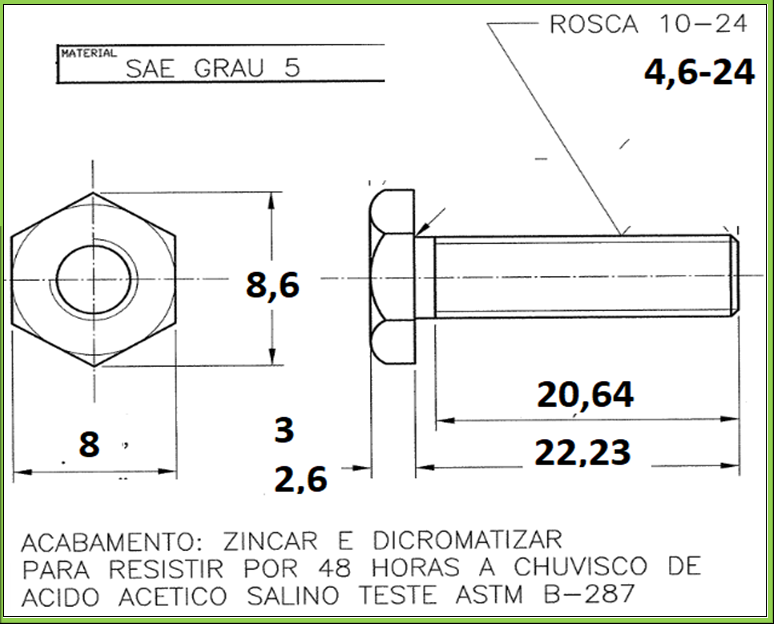 ROSCA 10-24
4,6-24
MATERIAL
SAE GRAU 5
8,6
20,64
22,23
8
3
2,6
ACABAMENTO: ZINCAR E DICROMATIZAR
PARA RESISTIR POR 48 HORAS A CHUVISCO DE
ACIDO ACETICO SALINO TESTE ASTM B-287